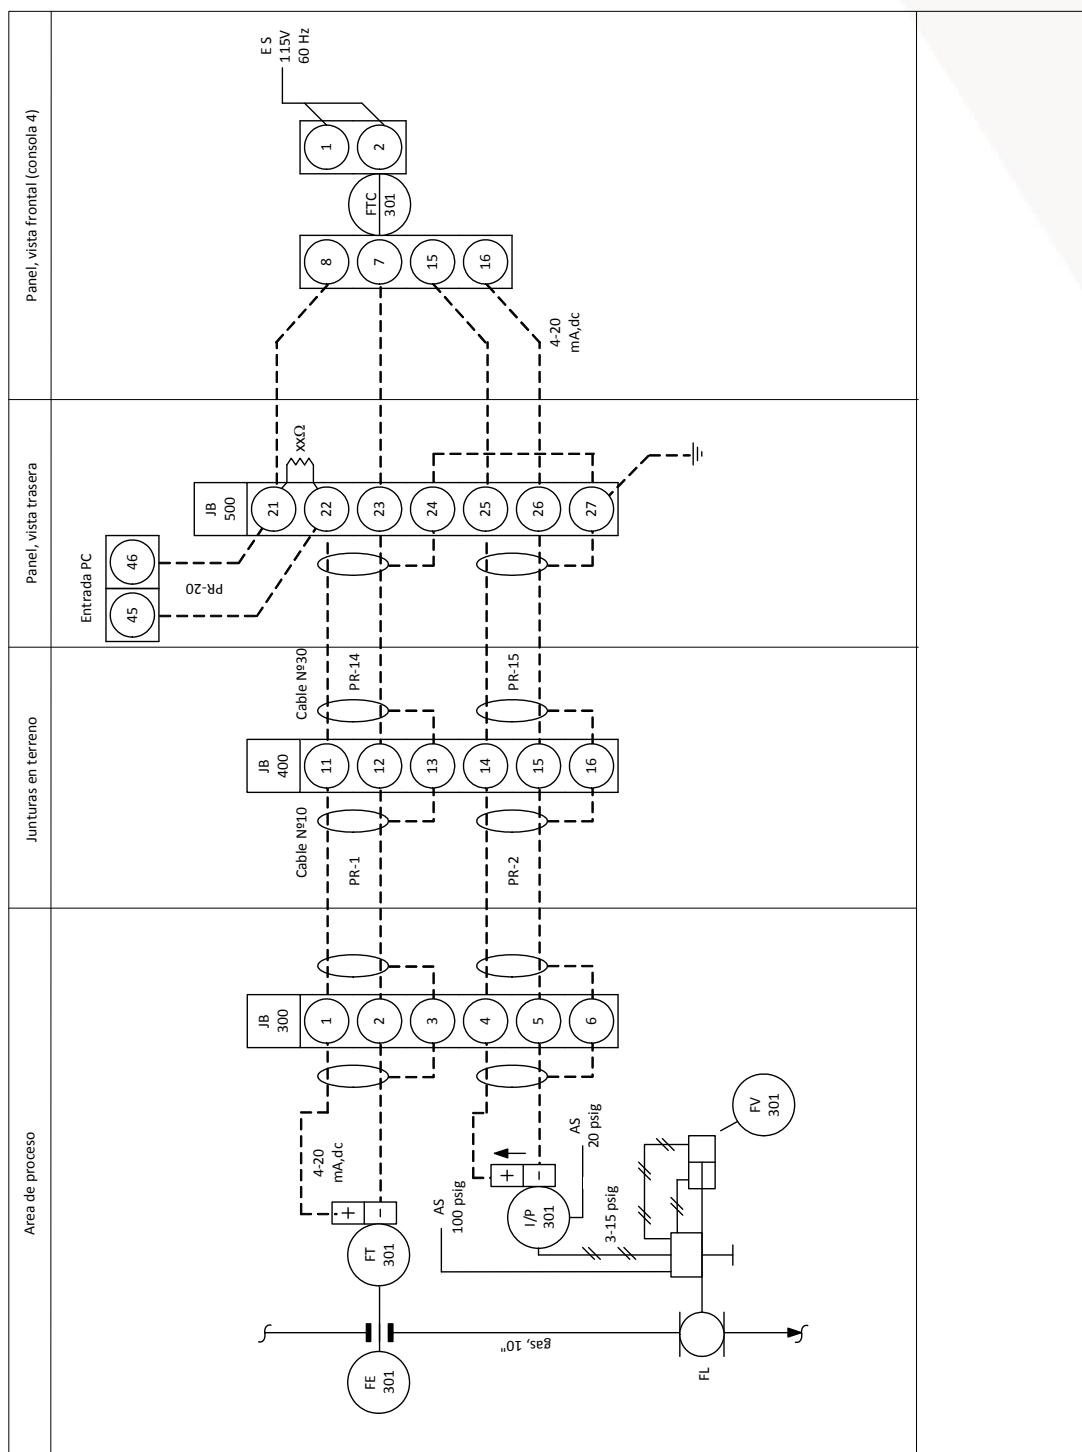 Area de proceso
Junturas en terreno
Panel, vista trasera
Panel, vista frontal (consola 4)
FE
301
FT
301
+
-
4-20
mA,dc
gas, 10"
FL
AS
100 psig
I/P
301
+
-
AS
20 psig
3-15 psig
FV
301
JB
300
1
2
3
4
5
6
Cable Nº10
PR-1
PR-2
JB
400
11
12
13
14
15
16
Cable Nº30
PR-14
PR-15
Entrada PC
45
46
PR-20
JB
500
21
22
23
24
25
26
27
xxΩ
4-20
mA,dc
8
7
15
16
FTC
301
1
2
E S
115V
60 Hz